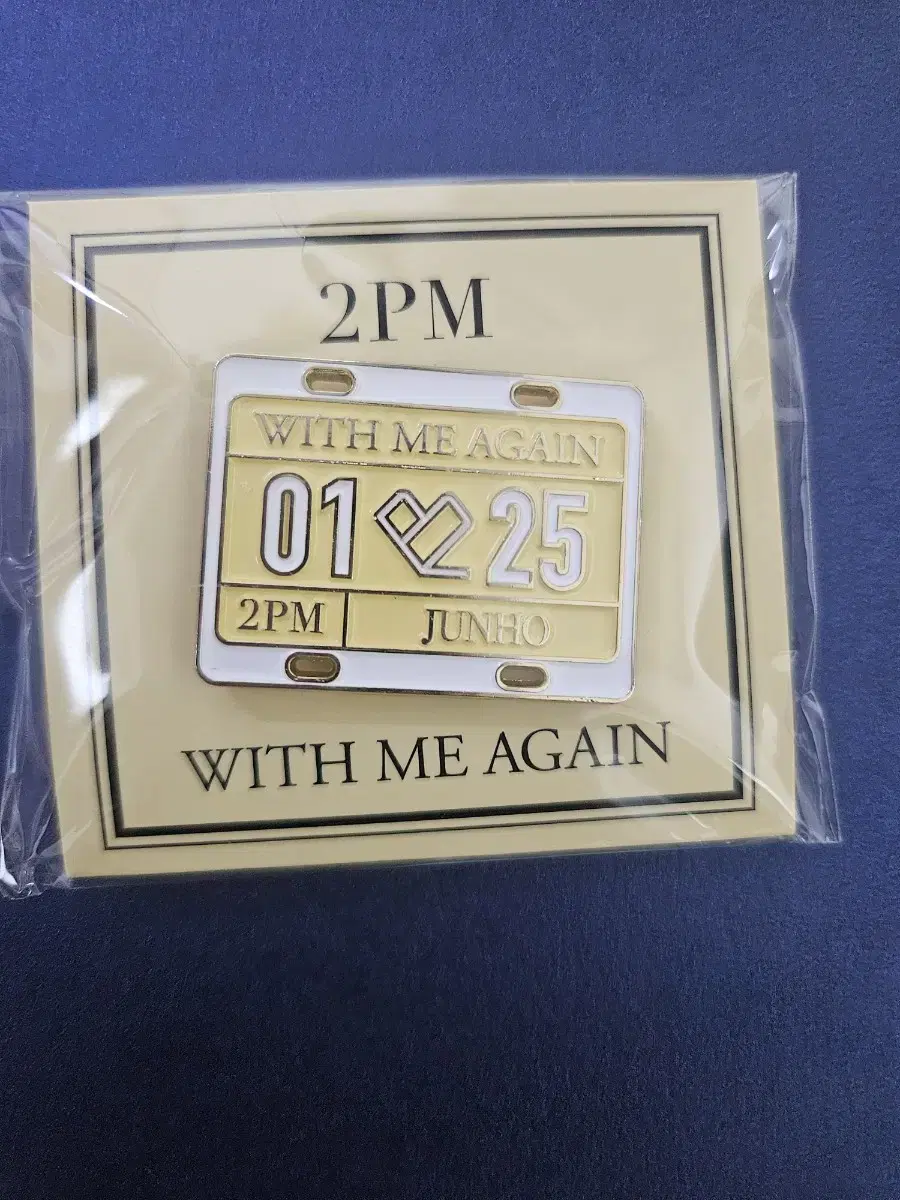 2PM
WITH ME AGAIN
01 25
2PM JUNHO
WITH ME AGAIN